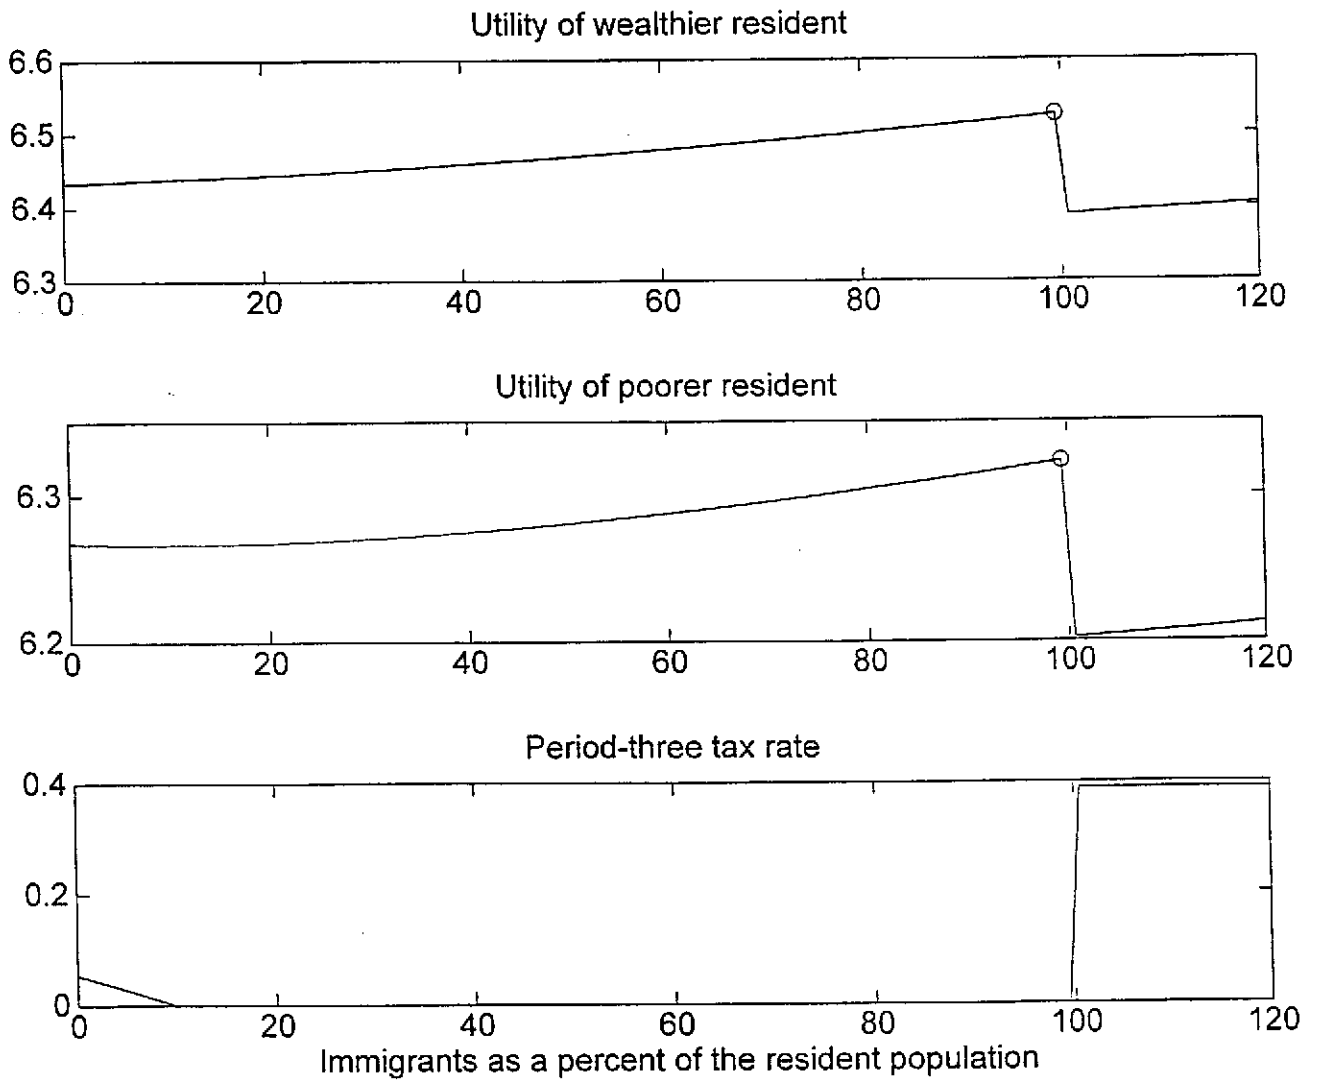 Utility of wealthier resident
6.6
6.5
6.4
6.3
0 20 40 60 80 100 120
Utility of poorer resident
6.3
6.2
0 20 40 60 80 100 120
Period-three tax rate
0.4
0.2
0
0 20 40 60 80 100 120
Immigrants as a percent of the resident population